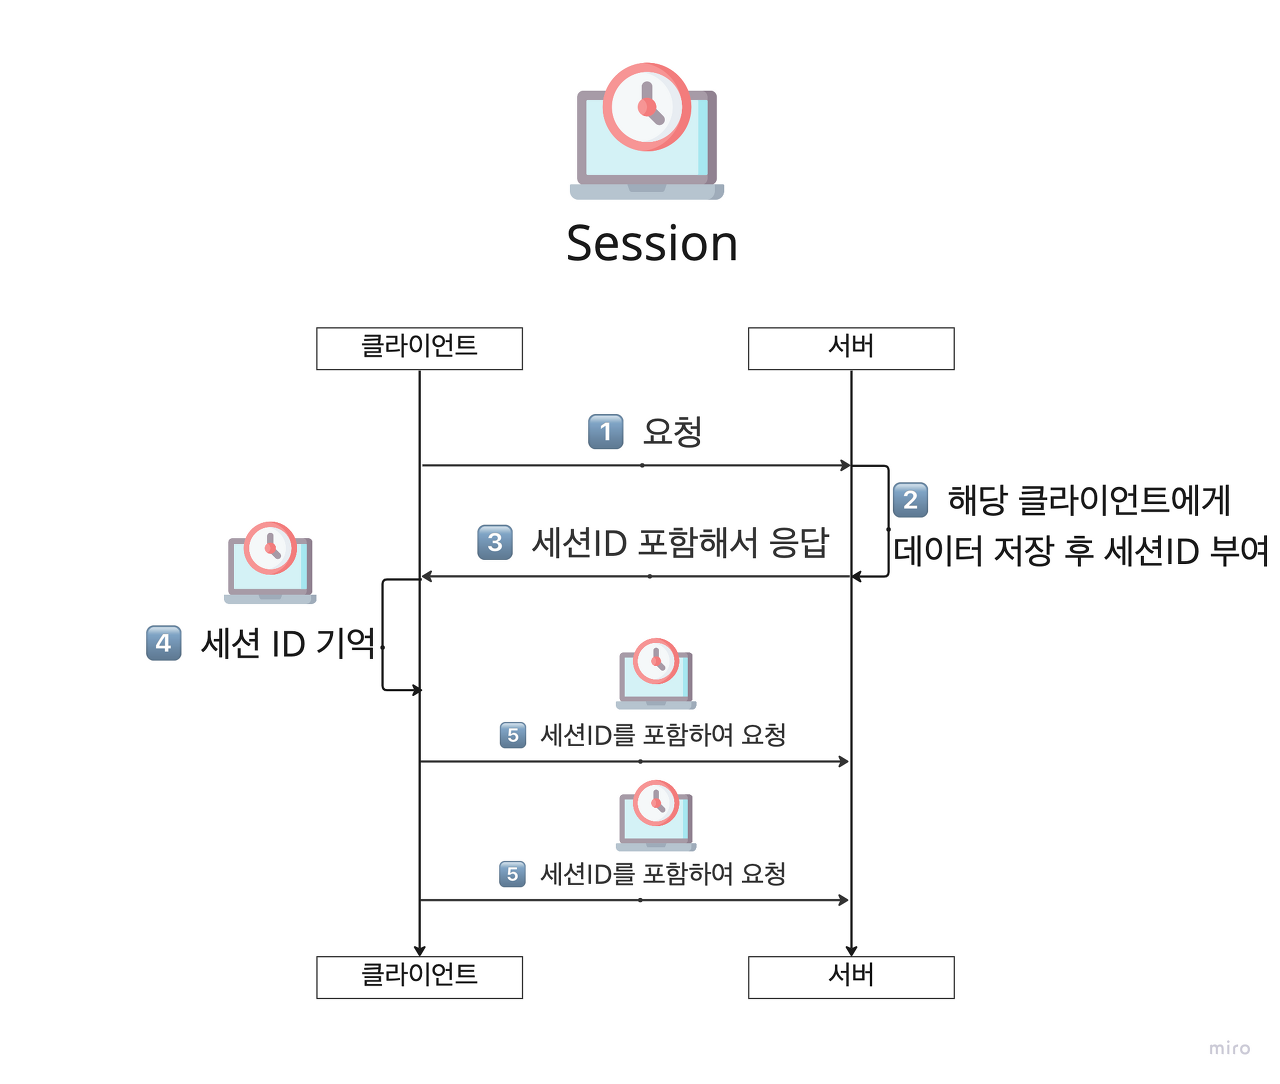 Session
클라이언트
서버
1 요청
2 해당 클라이언트에게
데이터 저장 후 세션ID 부여
3 세션ID 포함해서 응답
4 세션 ID 기억
5 세션ID를 포함하여 요청
5 세션ID를 포함하여 요청
클라이언트
서버
miro